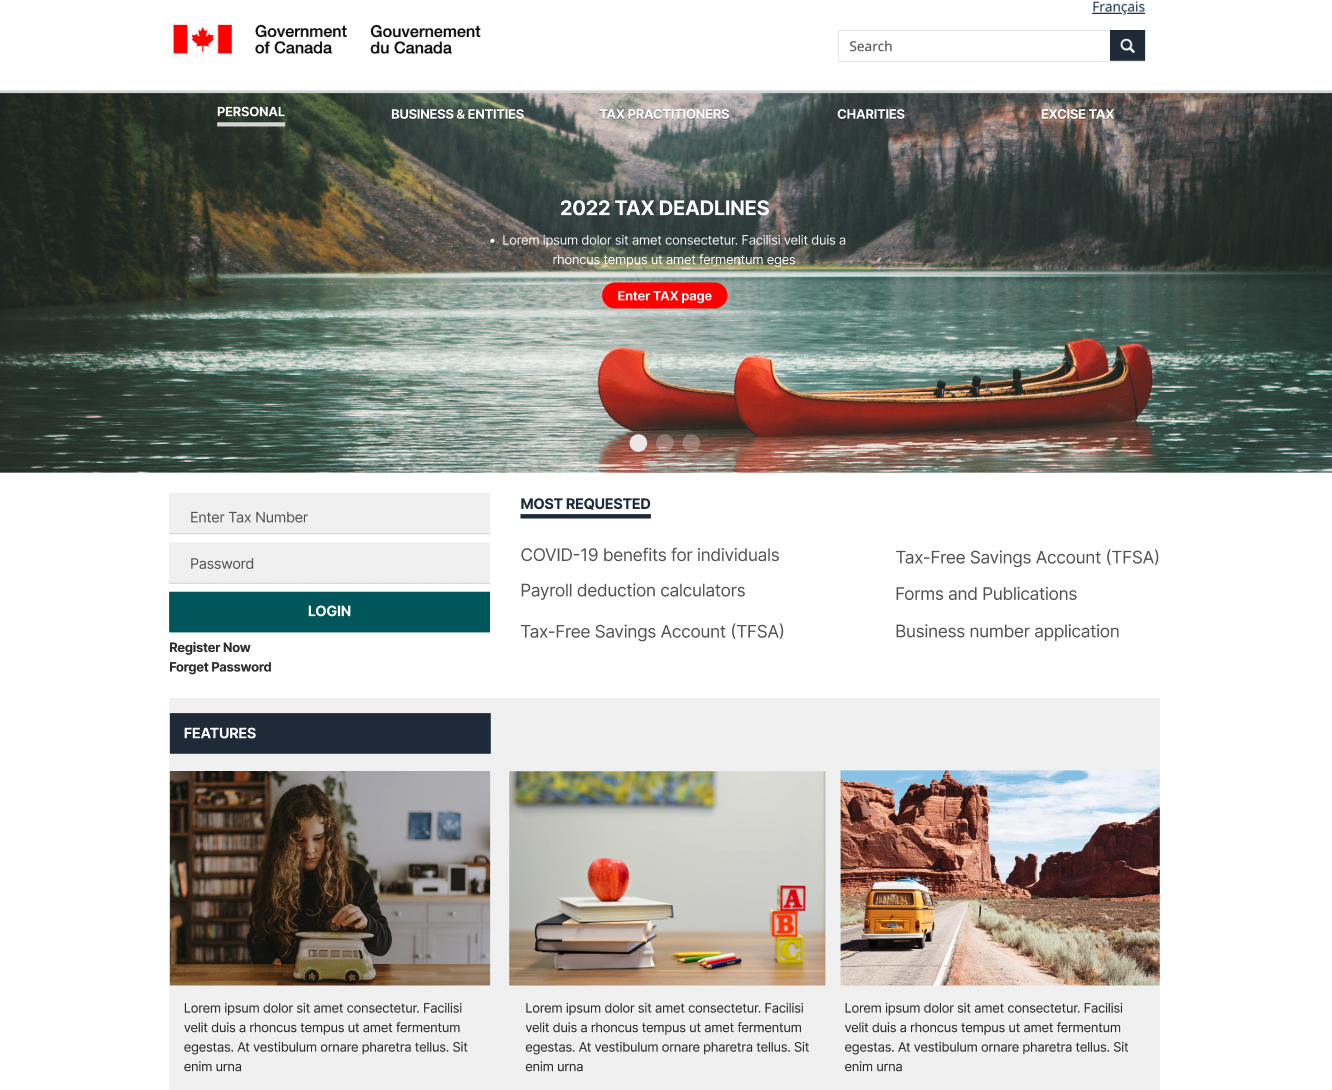 Français
Government
of Canada
Gouvernement
du Canada
Search
PERSONAL
BUSINESS & ENTITIES
TAX PRACTITIONERS
CHARITIES
EXCISE TAX
2022 TAX DEADLINES
• Lorem ipsum dolor sit amet consectetur. Facilisi velit duis a
rhoncus tempus ut amet fermentum eges
Enter TAX page
Enter Tax Number
Password
LOGIN
Register Now
Forget Password
MOST REQUESTED
COVID-19 benefits for individuals
Payroll deduction calculators
Tax-Free Savings Account (TFSA)
Tax-Free Savings Account (TFSA)
Forms and Publications
Business number application
FEATURES
A
B
C
Lorem ipsum dolor sit amet consectetur. Facilisi
velit duis a rhoncus tempus ut amet fermentum
egestas. At vestibulum ornare pharetra tellus. Sit
enim urna
Lorem ipsum dolor sit amet consectetur. Facilisi
velit duis a rhoncus tempus ut amet fermentum
egestas. At vestibulum ornare pharetra tellus. Sit
enim urna
Lorem ipsum dolor sit amet consectetur. Facilisi
velit duis a rhoncus tempus ut amet fermentum
egestas. At vestibulum ornare pharetra tellus. Sit
enim urna